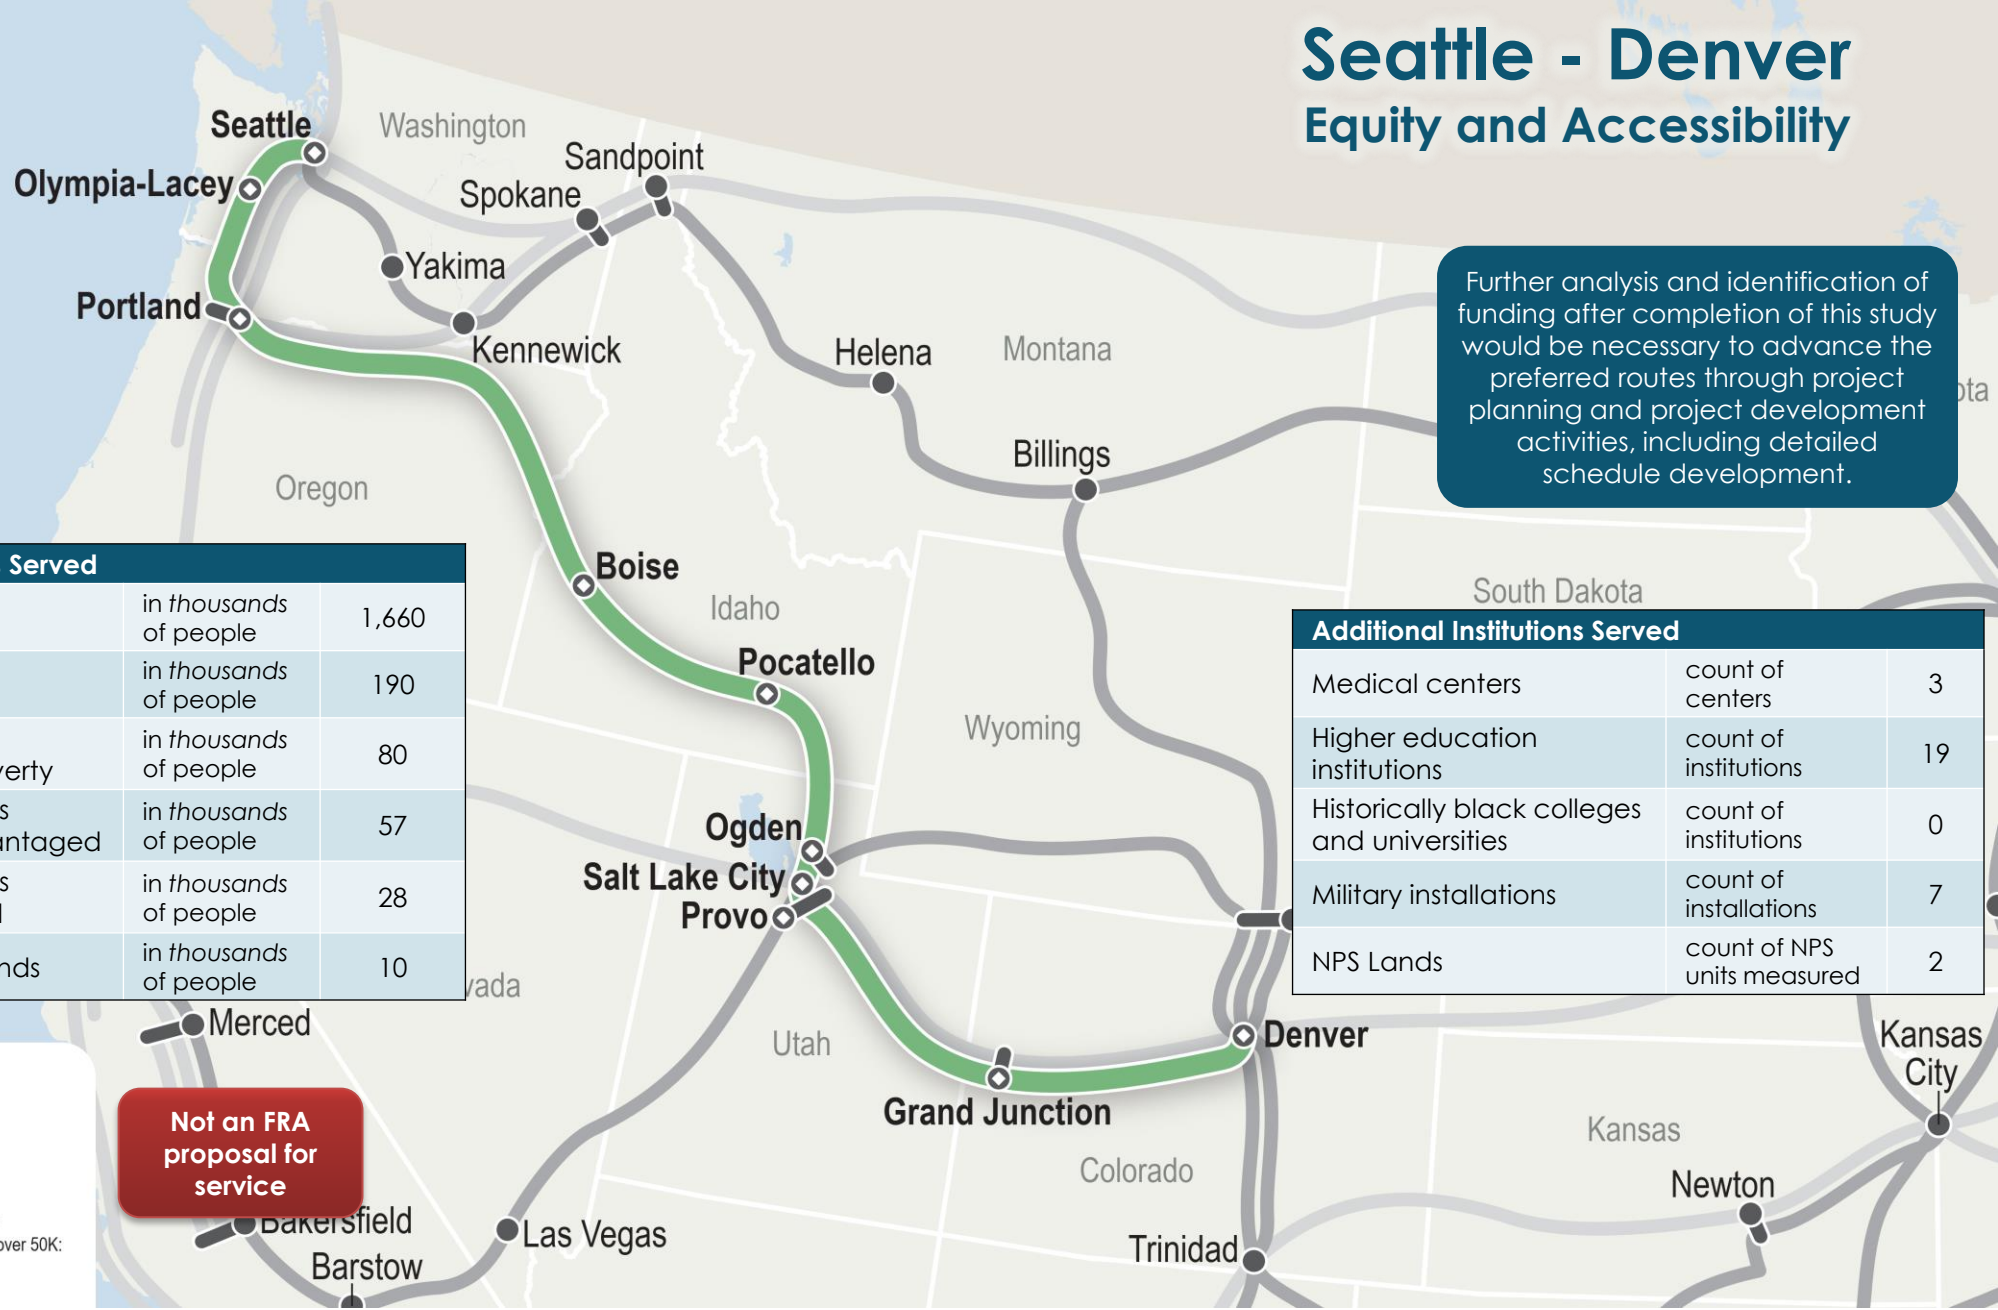 Seattle - Denver
Equity and Accessibility
Seattle
Washington
Sandpoint
Olympia-Lacey
Spokane
Yakima
Portland
Kennewick
Helena
Montana
Further analysis and identification of
funding after completion of this study
would be necessary to advance the
preferred routes through project
planning and project development
activities, including detailed
schedule development.
Billings
Oregon
Boise
Idaho
South Dakota
Pocatello
Wyoming
Served
in thousands
of people
1,660
in thousands
of people
190
in thousands
of people
80
in thousands
of people
57
in thousands
of people
28
in thousands
of people
10
Additional Institutions Served
Medical centers
count of
centers
3
Higher education
institutions
count of
institutions
19
Historically black colleges
and universities
count of
institutions
0
Military installations
count of
installations
7
NPS Lands
count of NPS
units measured
2
Ogden
Salt Lake City
Provo
Merced
Utah
Denver
Kansas
City
Grand Junction
Not an FRA
proposal for
service
Colorado
Kansas
Newton
Bakersfield
Las Vegas
Barstow
Trinidad
over 50K: